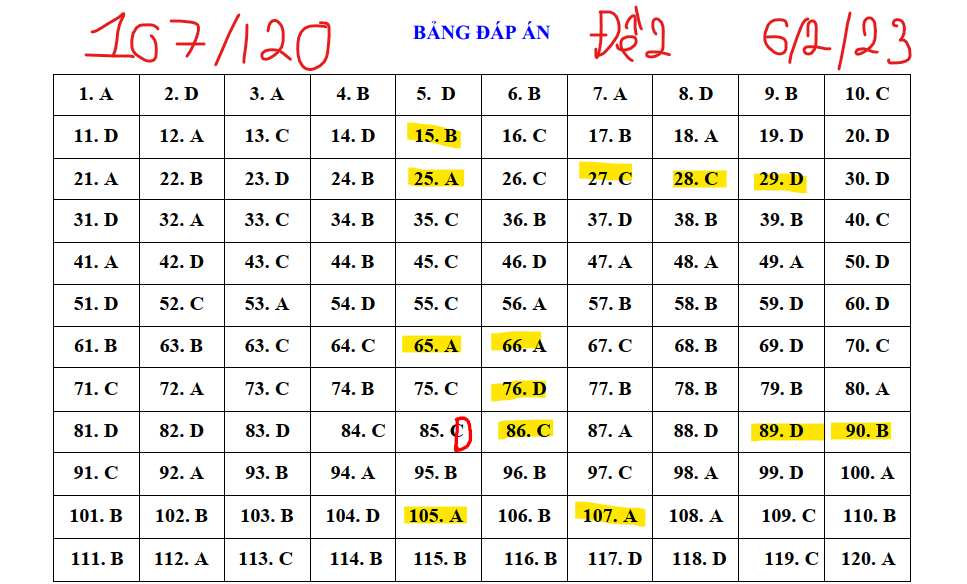 107/120 BẢNG ĐÁP ÁN Đề 2 6/2/23
1. A 2. D 3. A 4. B 5. D 6. B 7. A 8. D 9. B 10. C
11. D 12. A 13. C 14. D 15. B 16. C 17. B 18. A 19. D 20. D
21. A 22. B 23. D 24. B 25. A 26. C 27. C 28. C 29. D 30. D
31. D 32. A 33. C 34. B 35. C 36. B 37. D 38. B 39. B 40. C
41. A 42. D 43. C 44. B 45. C 46. D 47. A 48. A 49. A 50. D
51. D 52. C 53. A 54. D 55. C 56. A 57. B 58. B 59. D 60. D
61. B 63. B 63. C 64. C 65. A 66. A 67. C 68. B 69. D 70. C
71. C 72. A 73. C 74. B 75. C 76. D 77. B 78. B 79. B 80. A
81. D 82. D 83. D 84. C 85. C D 86. C 87. A 88. D 89. D 90. B
91. C 92. A 93. B 94. A 95. B 96. B 97. C 98. A 99. D 100. A
101. B 102. B 103. B 104. D 105. A 106. B 107. A 108. A 109. C 110. B
111. B 112. A 113. C 114. B 115. B 116. B 117. D 118. D 119. C 120. A